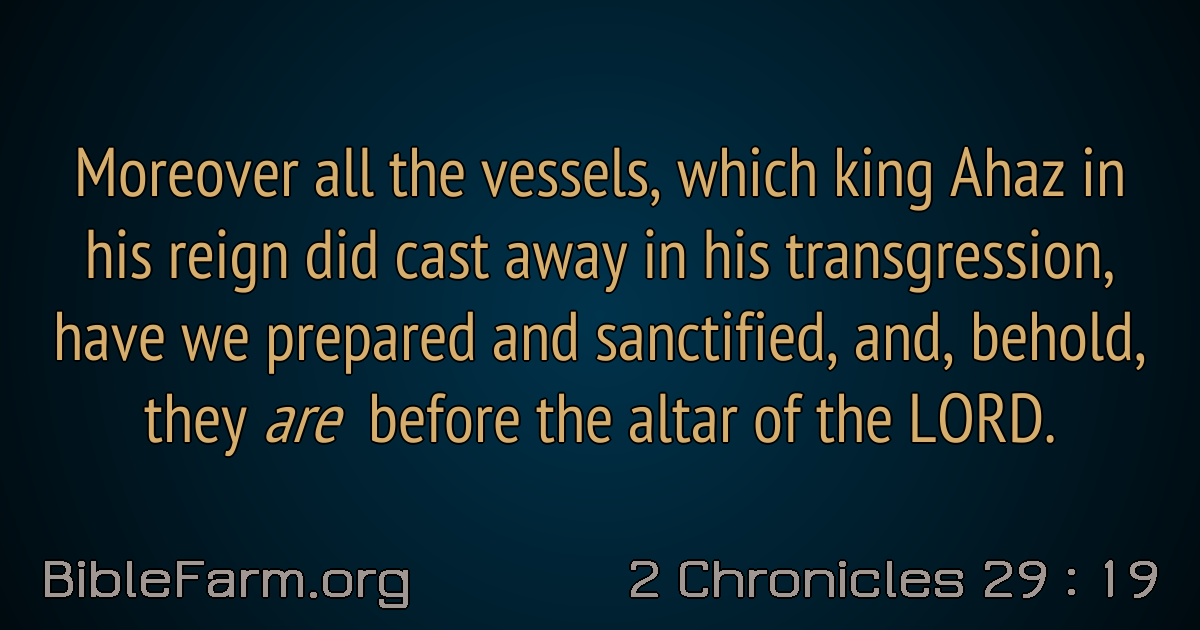 Moreover all the vessels, which king Ahaz in
his reign did cast away in his transgression,
have we prepared and sanctified, and, behold,
they are before the altar of the LORD.
BibleFarm.org
2 Chronicles 29 : 19